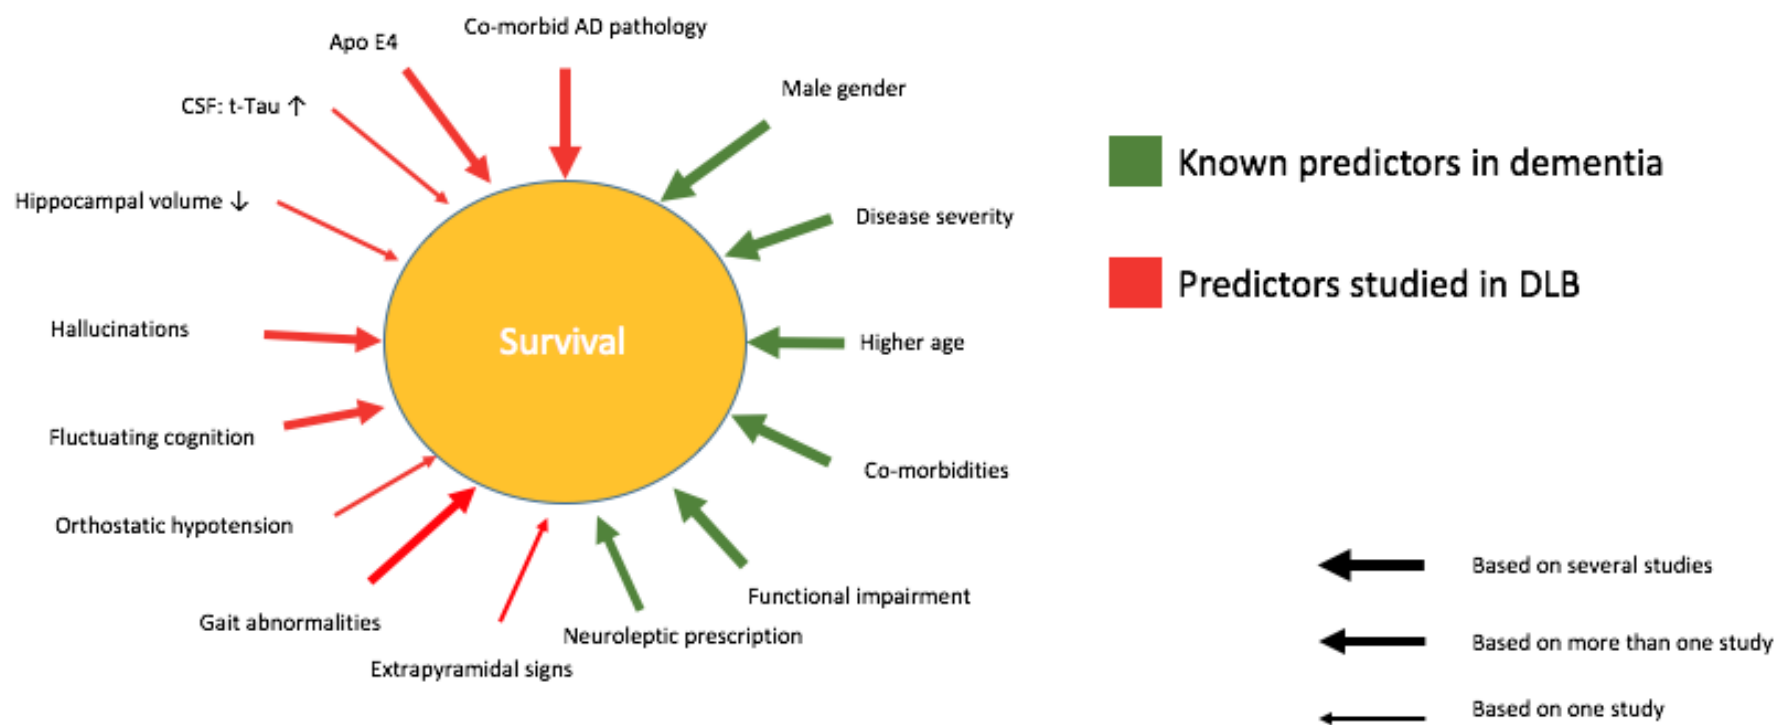 Co-morbid AD pathology
Apo E4
Male gender
CSF: t-Tau ↑
Known predictors in dementia
Hippocampal volume ↓
Disease severity
Predictors studied in DLB
Hallucinations
Survival
Higher age
Fluctuating cognition
Co-morbidities
Orthostatic hypotension
Based on several studies
Functional impairment
Gait abnormalities
Neuroleptic prescription
Based on more than one study
Extrapyramidal signs
Based on one study